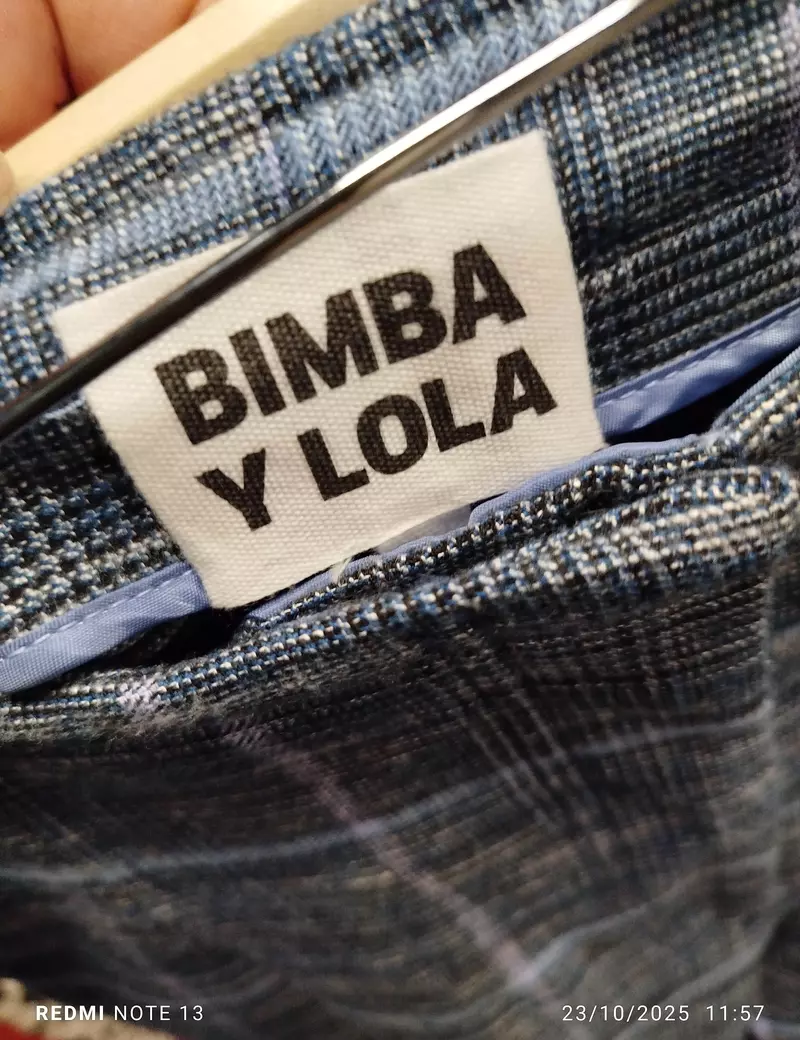 BIMBA
Y LOLA
REDMI NOTE 13
23/10/2025 11:57